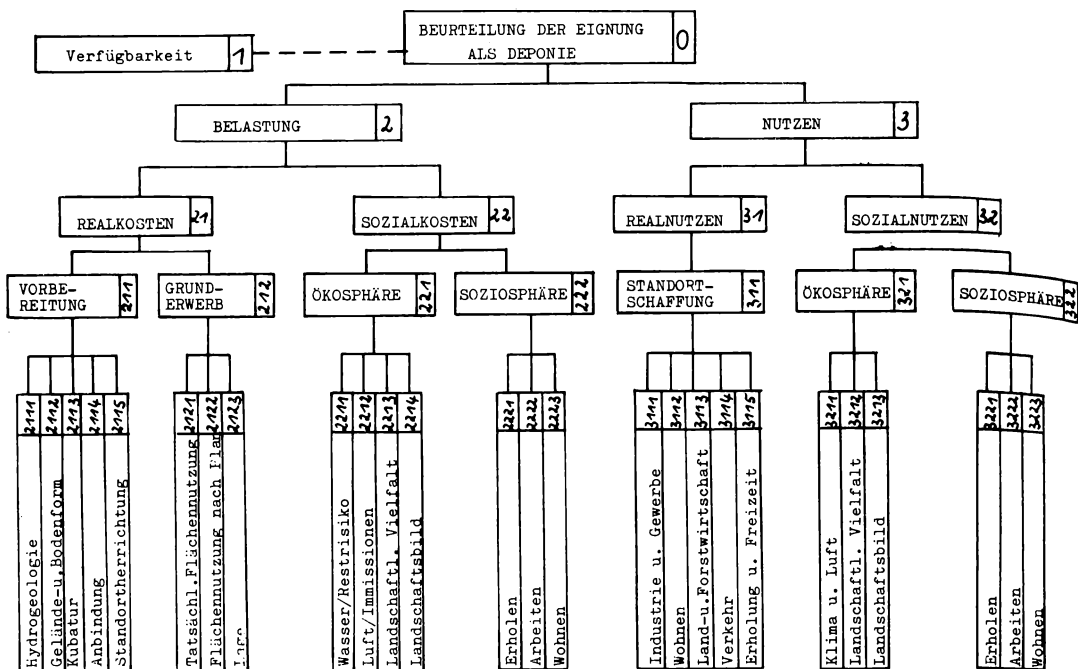 BEURTEILUNG DER EIGNUNG
ALS DEPONIE
0
Verfügbarkeit 1
BELASTUNG 2
NUTZEN 3
REALKOSTEN 21
SOZIALKOSTEN 22
REALNUTZEN 31
SOZIALNUTZEN 32
VORBE-
REITUNG 211
GRUND-
ERWERB 212
ÖKOSPHÄRE 221
SOZIOSPHÄRE 222
STANDORT-
SCHAFFUNG 311
ÖKOSPHÄRE 321
SOZIOSPHÄRE 322
2111 Hydrogeologie
2112 Gelände-u.Bodenform
2113 Kubatur
2114 Anbindung
2115 Standortherrichtung
2121 Tatsächl.Flächennutzung
2122 Flächennutzung nach Plan
2123 Lage
2211 Wasser/Restrisiko
2212 Luft/Immissionen
2213 Landschaftl. Vielfalt
2214 Landschaftsbild
2221 Erholen
2222 Arbeiten
2223 Wohnen
3111 Industrie u. Gewerbe
3112 Wohnen
3113 Land-u.Forstwirtschaft
3114 Verkehr
3115 Erholung u. Freizeit
3211 Klima u. Luft
3212 Landschaftl. Vielfalt
3213 Landschaftsbild
3221 Erholen
3222 Arbeiten
3223 Wohnen